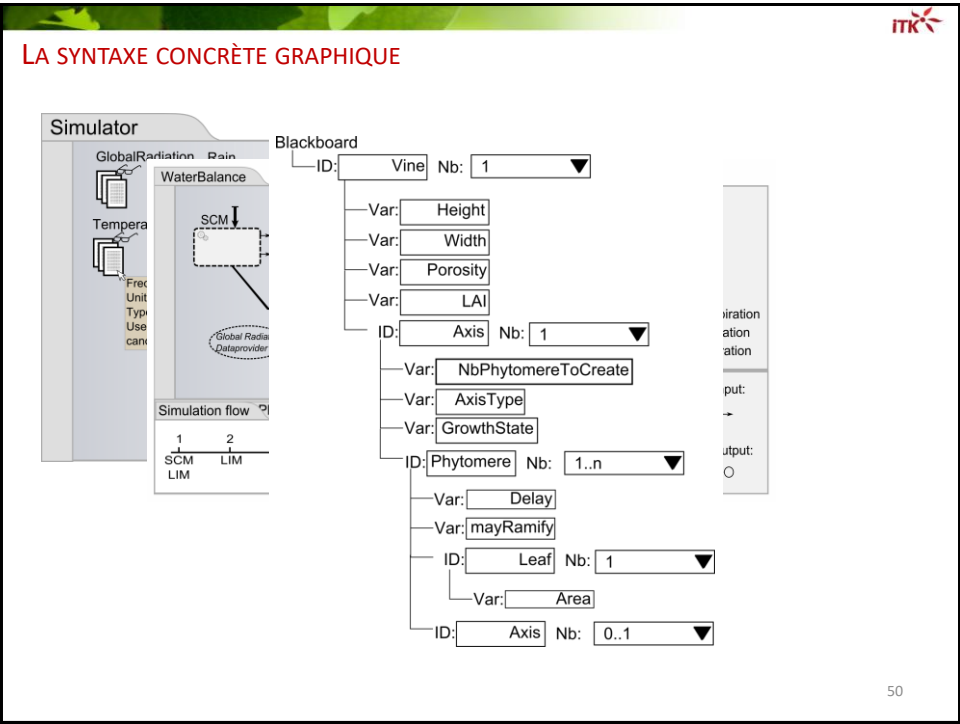 iTK
LA SYNTAXE CONCRÈTE GRAPHIQUE
Simulator
GlobalRadiation Rain
WaterBalance
SCM
Global
Dataprovider
Simulation flow
1 2
SCM LIM
LIM
Blackboard
ID: Vine Nb: 1
Var: Height
Var: Width
Var: Porosity
Var: LAI
ID: Axis Nb: 1
Var: NbPhytomereToCreate
Var: AxisType
Var: GrowthState
ID: Phytomere Nb: 1..n
Var: Delay
Var: mayRamify
ID: Leaf Nb: 1
Var: Area
ID: Axis Nb: 0..1
50